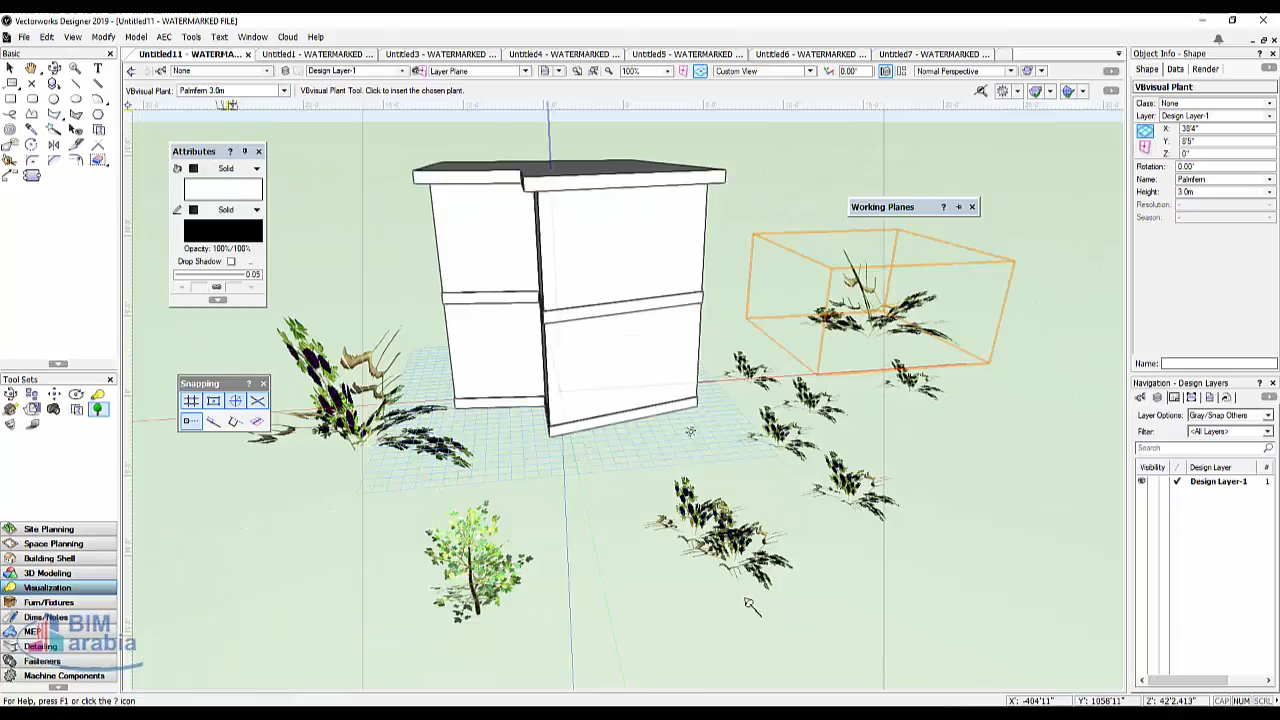 Vectorworks Designer 2019 - [Untitled11 - WATERMARKED FILE]
File Edit View Modify Model AEC Tools Text Window Cloud Help
Basic
Untitled11 - WATERMA... Untitled1 - WATERMARKED ... Untitled3 - WATERMARKED ... Untitled4 - WATERMARKED ... Untitled5 - WATERMARKED ... Untitled6 - WATERMARKED ... Untitled7 - WATERMARKED ...
None Design Layer-1 Layer Plane 100% Custom View 0.00° Normal Perspective
VBvisual Plant: Palmfern 3.0m VBvisual Plant Tool. Click to insert the chosen plant.
Attributes ?
Solid
Solid
Opacity: 100%/100%
Drop Shadow
0.05
Snapping ?
Working Planes ?
Tool Sets
Site Planning
Space Planning
Building Shell
3D Modeling
Visualization
Furn/Fixtures
Dims/Notes
MEP
Detailing
Fasteners
Machine Components
BIM
arabia
Object Info - Shape
Shape Data Render
VBvisual Plant
Class: None
Layer: Design Layer-1
X: 38'4"
Y: 8'5"
Z: 0"
Rotation: 0.00°
Name: Palmfern
Height: 3.0m
Resolution: -
Season: -
Name:
Navigation - Design Layers
Layer Options: Gray/Snap Others
Filter: <All Layers>
Search
Visibility / Design Layer #
Design Layer-1 1
For Help, press F1 or click the ? icon
X': -404'11" Y': 1058'11" Z': 42'2.413" CAP NUM SCRL